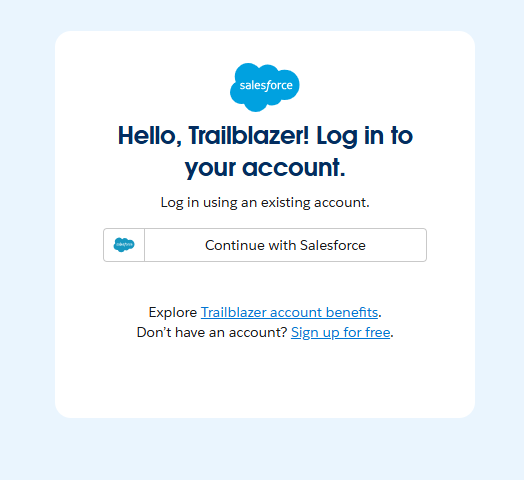 salesforce
Hello, Trailblazer! Log in to
your account.
Log in using an existing account.
salesforce
Continue with Salesforce
Explore Trailblazer account benefits.
Don't have an account? Sign up for free.